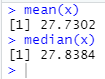 > mean(x)
[1] 27.7302
> median(x)
[1] 27.8384
>